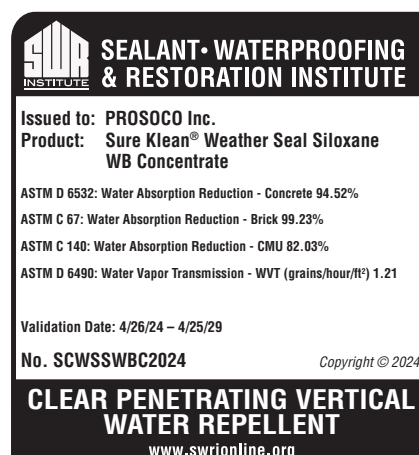 SWR
INSTITUTE
SEALANT• WATERPROOFING
& RESTORATION INSTITUTE
Issued to: PROSOCO Inc.
Product: Sure Klean® Weather Seal Siloxane
WB Concentrate
ASTM D 6532: Water Absorption Reduction - Concrete 94.52%
ASTM C 67: Water Absorption Reduction - Brick 99.23%
ASTM C 140: Water Absorption Reduction - CMU 82.03%
ASTM D 6490: Water Vapor Transmission - WVT (grains/hour/ft²) 1.21
Validation Date: 4/26/24 – 4/25/29
No. SCWSSWBC2024 Copyright © 2024
CLEAR PENETRATING VERTICAL
WATER REPELLENT
www.swrionline.org